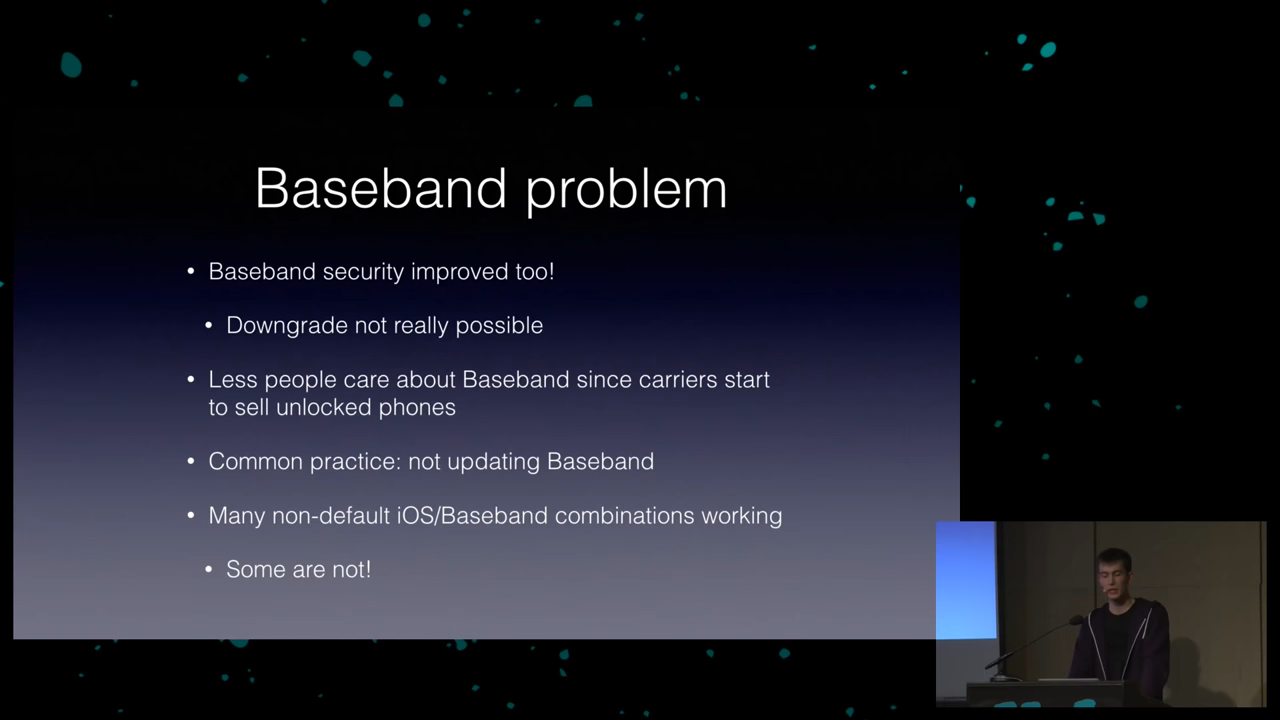 Baseband problem
• Baseband security improved too!
• Downgrade not really possible
• Less people care about Baseband since carriers start
to sell unlocked phones
• Common practice: not updating Baseband
• Many non-default iOS/Baseband combinations working
• Some are not!